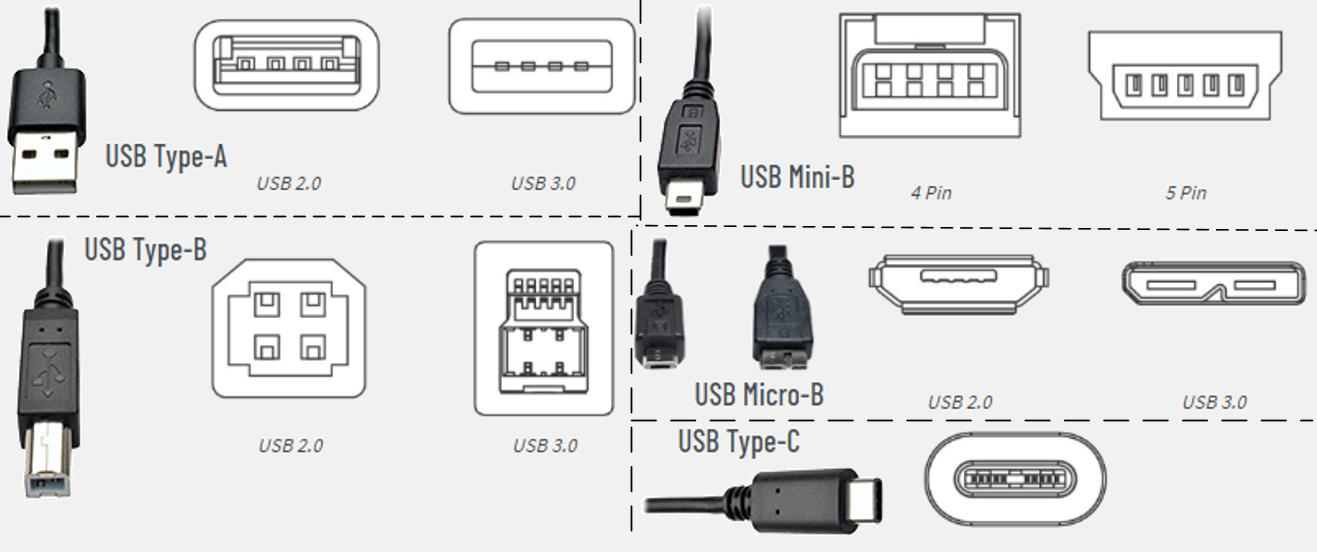 USB Type-A
USB 2.0
USB 3.0
USB Mini-B
4 Pin
5 Pin
USB Type-B
USB 2.0
USB 3.0
USB Micro-B
USB 2.0
USB 3.0
USB Type-C